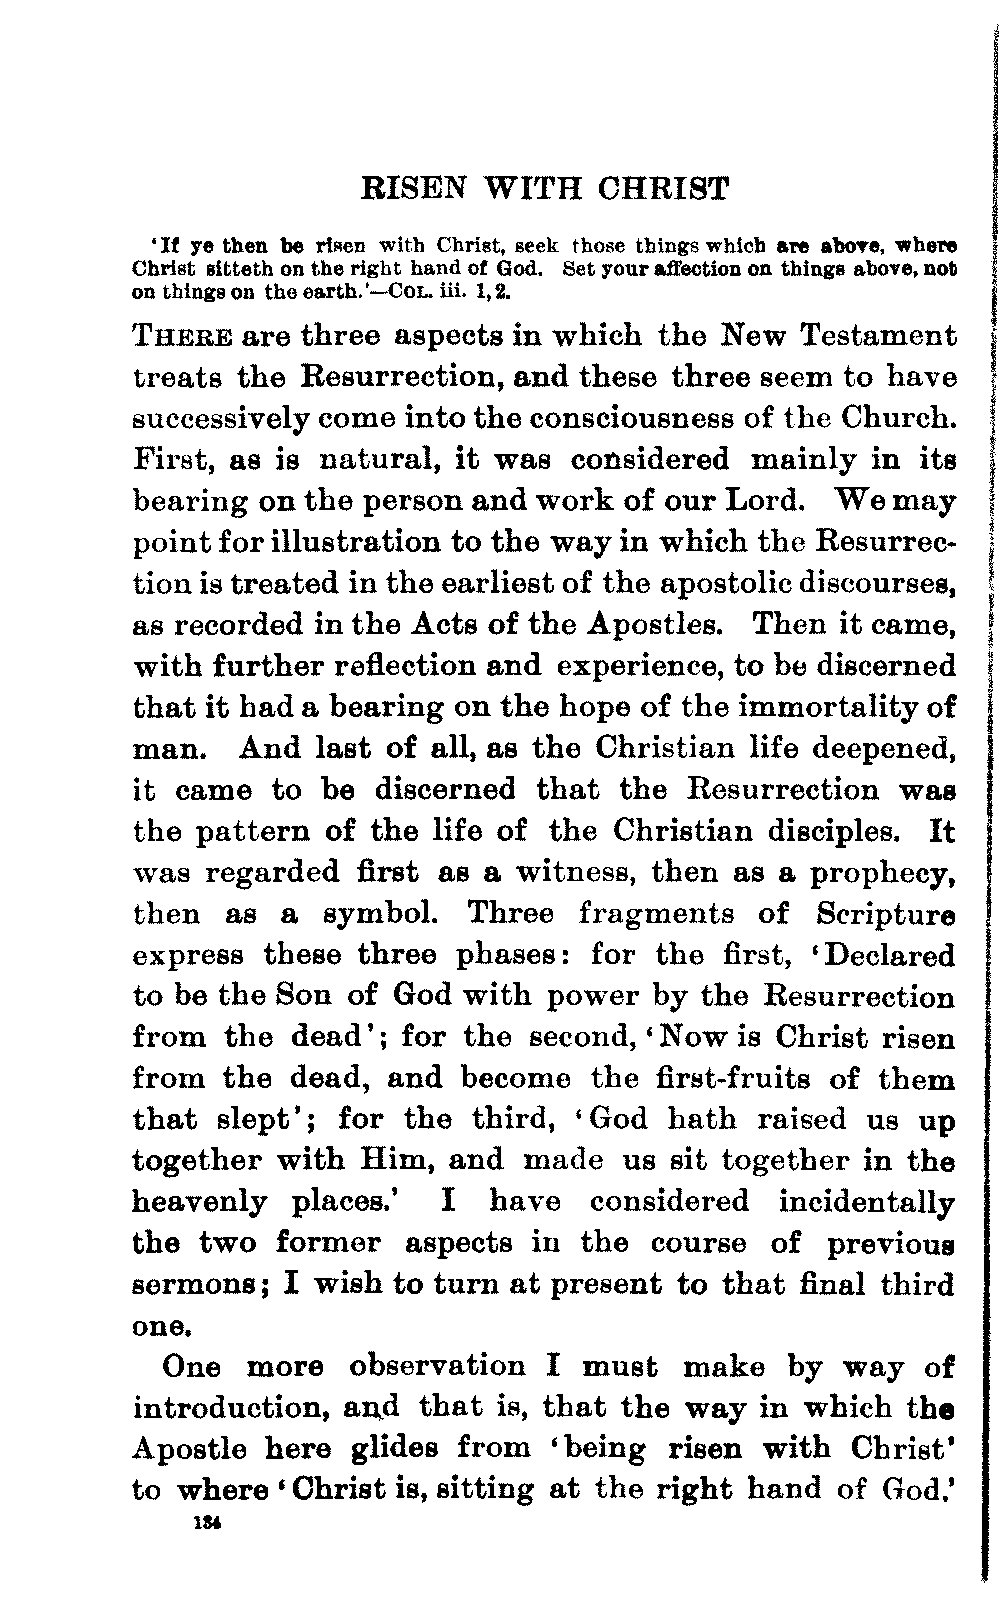 RISEN WITH CHRIST
'If ye then be risen with Christ, seek those things which are above, where
Christ sitteth on the right hand of God. Set your affection on things above, not
on things on the earth.'—COL. iii. 1, 2.
THERE are three aspects in which the New Testament
treats the Resurrection, and these three seem to have
successively come into the consciousness of the Church.
First, as is natural, it was considered mainly in its
bearing on the person and work of our Lord. We may
point for illustration to the way in which the Resurrec-
tion is treated in the earliest of the apostolic discourses,
as recorded in the Acts of the Apostles. Then it came,
with further reflection and experience, to be discerned
that it had a bearing on the hope of the immortality of
man. And last of all, as the Christian life deepened,
it came to be discerned that the Resurrection was
the pattern of the life of the Christian disciples. It
was regarded first as a witness, then as a prophecy,
then as a symbol. Three fragments of Scripture
express these three phases: for the first, 'Declared
to be the Son of God with power by the Resurrection
from the dead'; for the second, 'Now is Christ risen
from the dead, and become the first-fruits of them
that slept'; for the third, 'God hath raised us up
together with Him, and made us sit together in the
heavenly places.' I have considered incidentally
the two former aspects in the course of previous
sermons; I wish to turn at present to that final third
one.
One more observation I must make by way of
introduction, and that is, that the way in which the
Apostle here glides from 'being risen with Christ'
to where 'Christ is, sitting at the right hand of God.'
134